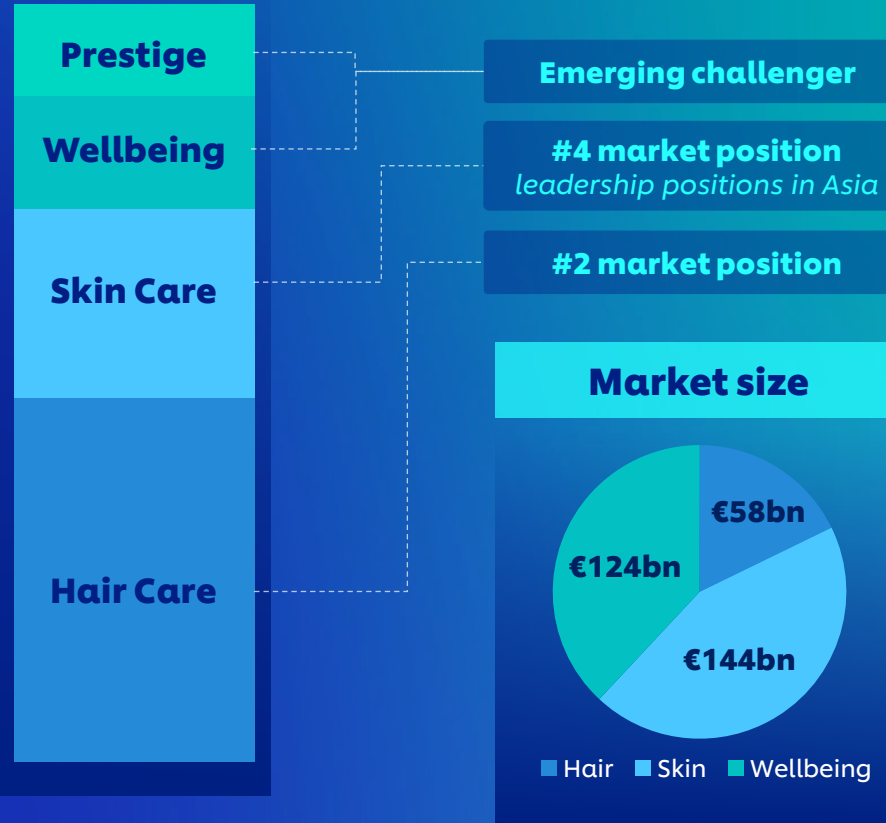 Prestige
Wellbeing
Skin Care
Hair Care
Emerging challenger
#4 market position
leadership positions in Asia
#2 market position
Market size
€58bn
€124bn
€144bn
Hair Skin Wellbeing